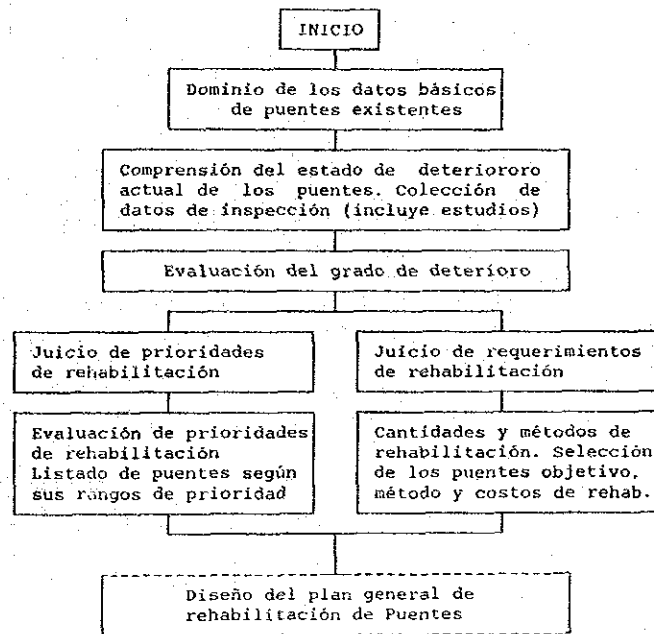 INICIO
Dominio de los datos básicos
de puentes existentes
Comprensión del estado de deteriororo
actual de los puentes. Colección de
datos de inspección (incluye estudios)
Evaluación del grado de deterioro
Juicio de prioridades
de rehabilitación
Juicio de requerimientos
de rehabilitación
Evaluación de prioridades
de rehabilitación
Listado de puentes según
sus rangos de prioridad
Cantidades y métodos de
rehabilitación. Selección
de los puentes objetivo,
método y costos de rehab.
Diseño del plan general de
rehabilitación de Puentes